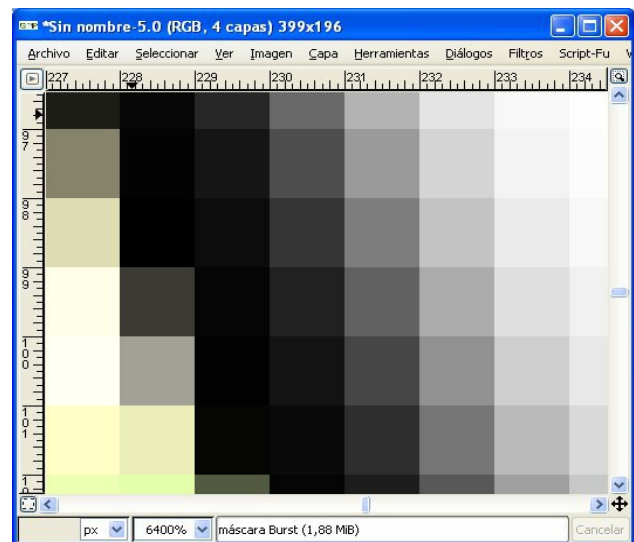 *Sin nombre-5.0 (RGB, 4 capas) 399x196
Archivo Editar Seleccionar Ver Imagen Capa Herramientas Diálogos Filtros Script-Fu V
227 228 229 230 231 232 233 234
97
98
99
100
101
px 6400% máscara Burst (1,88 MiB) Cancelar